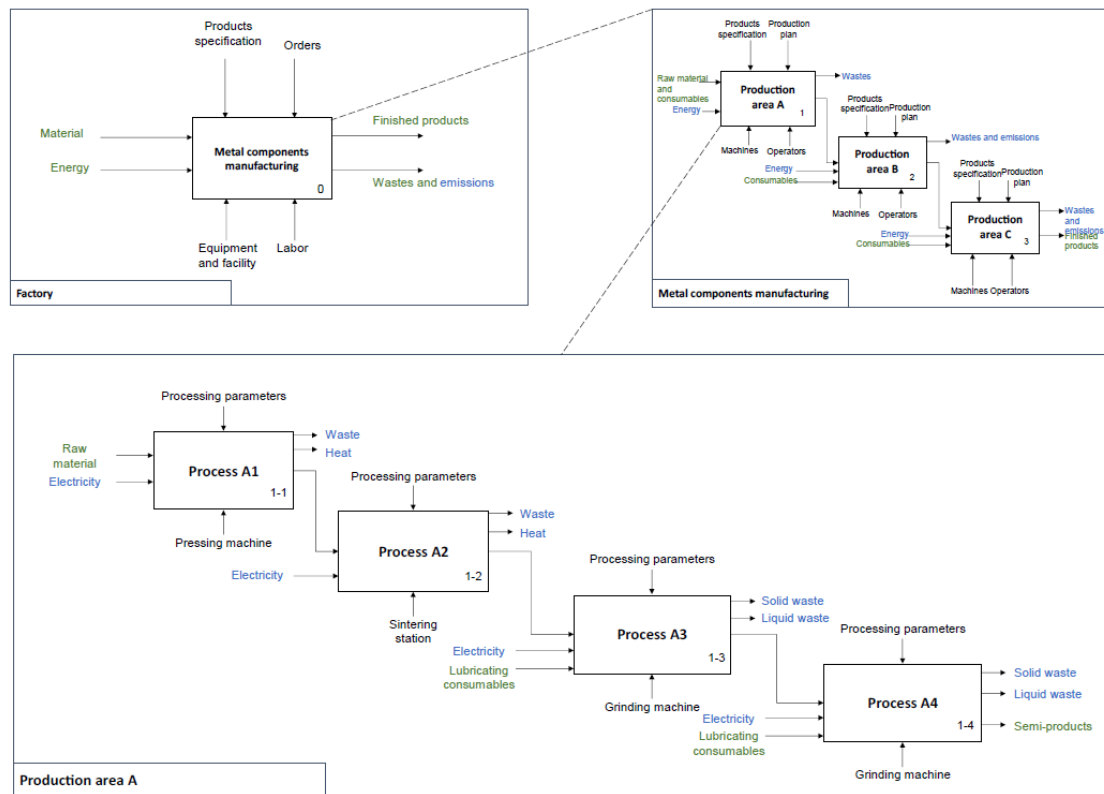 Products
specification
Orders
Material
Energy
Metal components
manufacturing
0
Finished products
Wastes and emissions
Equipment
and facility
Labor
Factory
Products
specification
Production
plan
Raw material
and
consumables
Energy
Production
area A
1
Wastes
Machines
Operators
Products
specification
Production
plan
Energy
Consumables
Production
area B
2
Wastes and emissions
Machines
Operators
Products
specification
Production
plan
Energy
Consumables
Production
area C
3
Wastes
and
emissions
Finished
products
Machines
Operators
Metal components manufacturing
Processing parameters
Raw
material
Electricity
Process A1
1-1
Waste
Heat
Pressing machine
Processing parameters
Electricity
Process A2
1-2
Waste
Heat
Sintering
station
Processing parameters
Electricity
Lubricating
consumables
Process A3
1-3
Solid waste
Liquid waste
Grinding machine
Processing parameters
Electricity
Lubricating
consumables
Process A4
1-4
Solid waste
Liquid waste
Semi-products
Grinding machine
Production area A